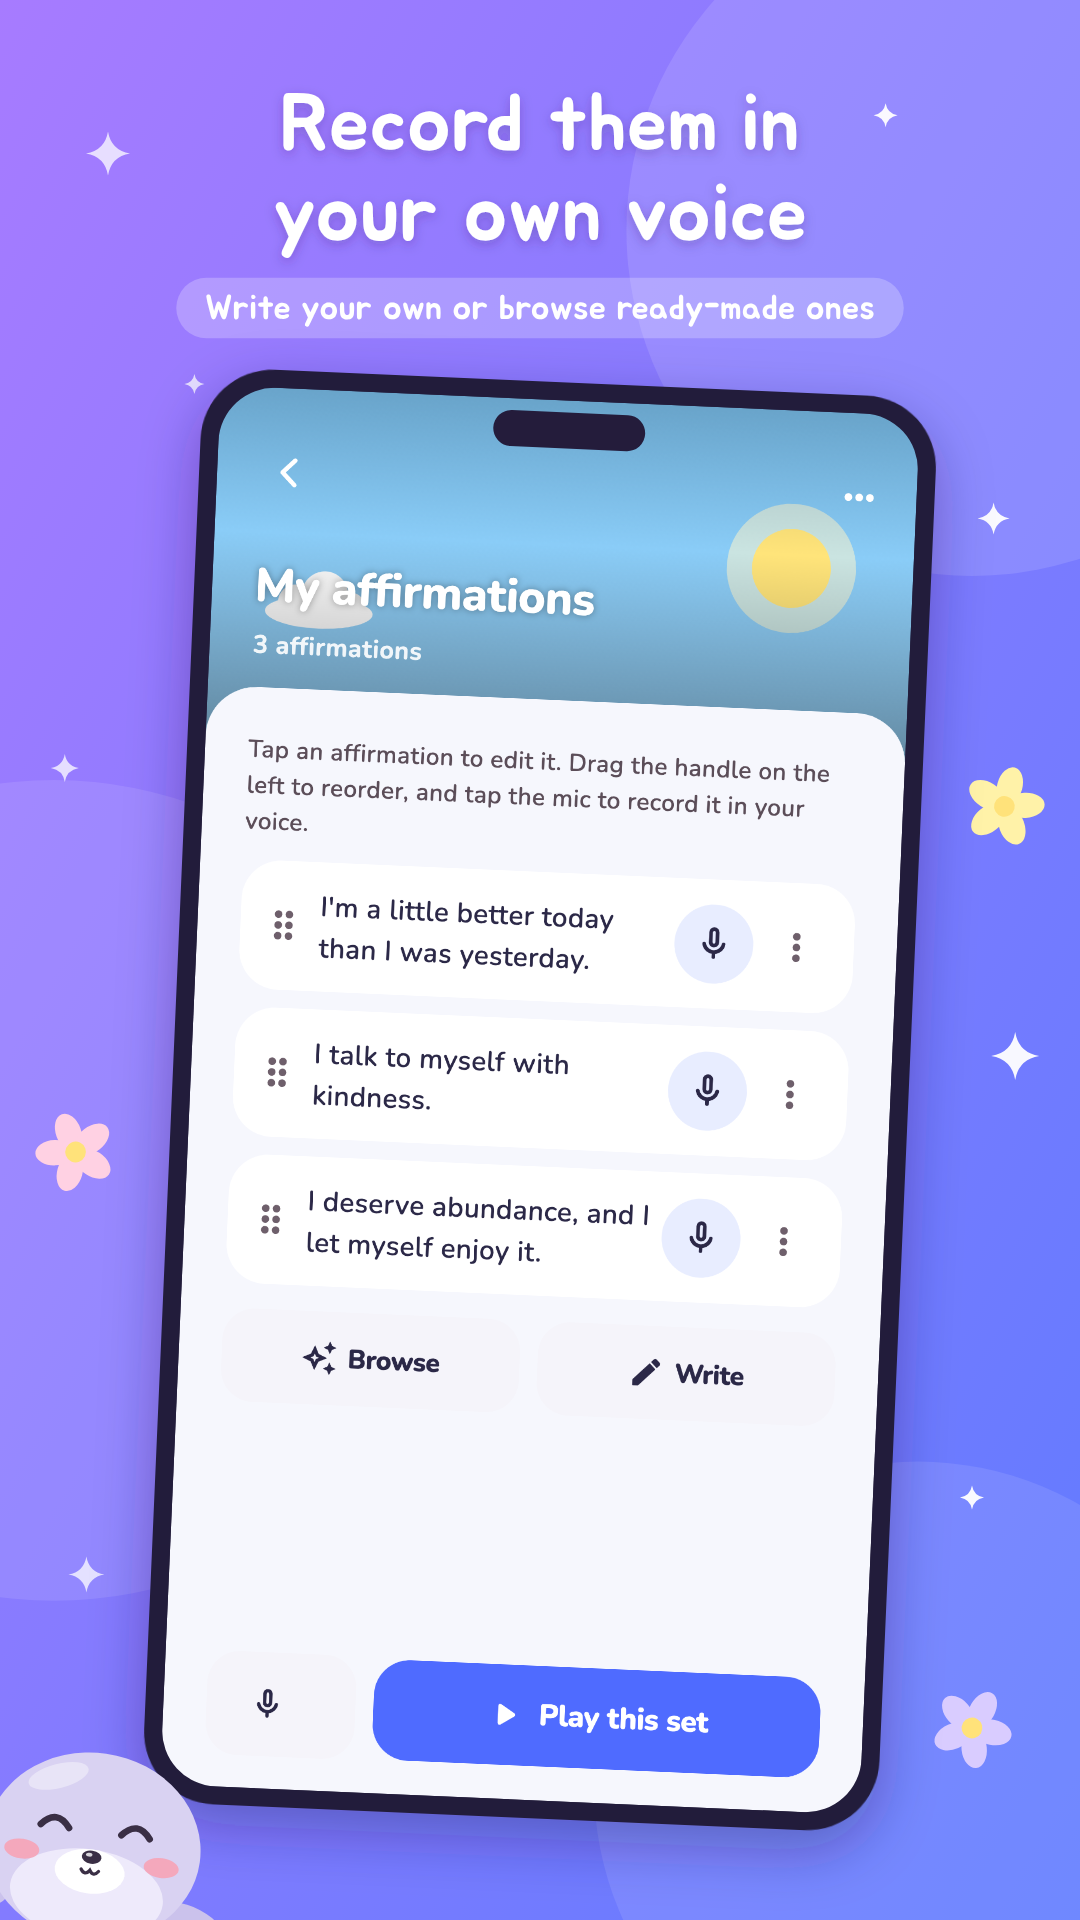 Record them in
your own voice
Write your own or browse ready-made ones
My affirmations
3 affirmations
Tap an affirmation to edit it. Drag the handle on the
left to reorder, and tap the mic to record it in your
voice.
I'm a little better today
than I was yesterday.
I talk to myself with
kindness.
I deserve abundance, and I
let myself enjoy it.
Browse
Write
Play this set